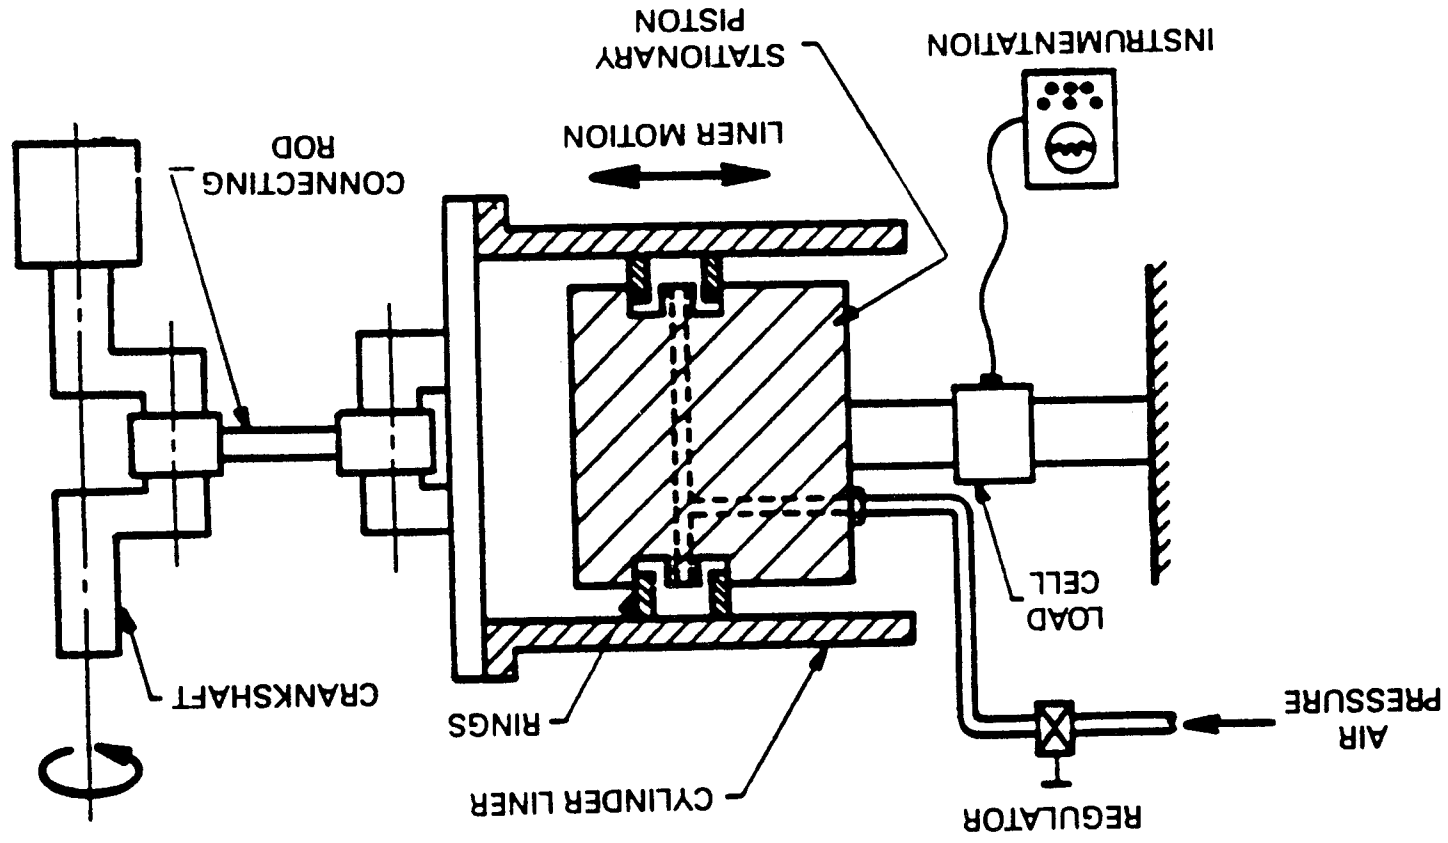 REGULATOR
AIR
PRESSURE
CYLINDER LINER
RINGS
CRANKSHAFT
LOAD
CELL
CONNECTING
ROD
LINER MOTION
INSTRUMENTATION
STATIONARY
PISTON